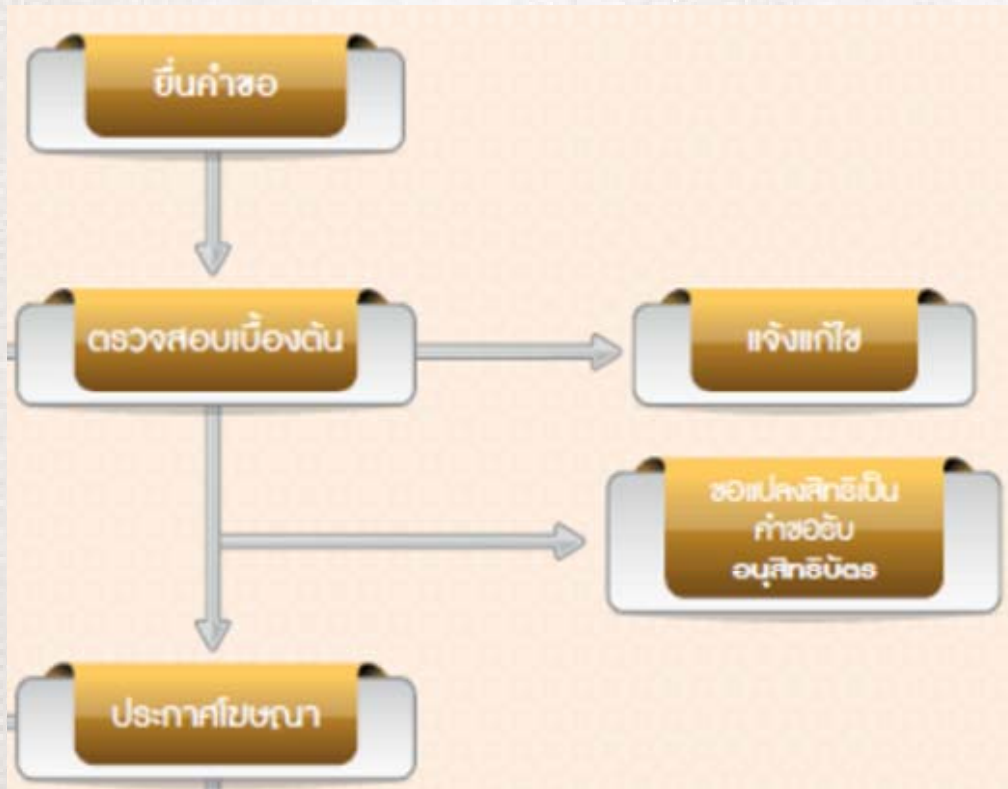 ยื่นคำขอ
ตรวจสอบเบื้องต้น
แจ้งแก้ไข
ขอแปลงสิทธิเป็น
คำขอรับ
อนุสิทธิบัตร
ประกาศโฆษณา